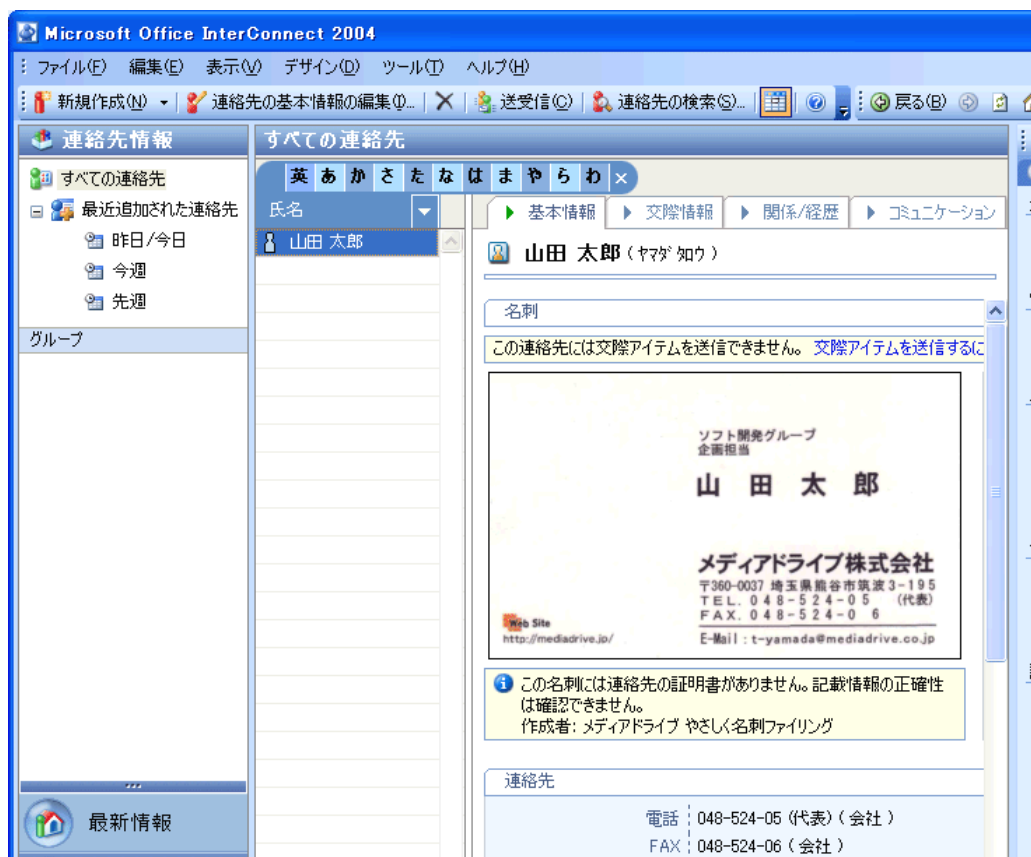 Microsoft Office InterConnect 2004
ファイル(F) 編集(E) 表示(V) デザイン(D) ツール(T) ヘルプ(H)
新規作成(N) 連絡先の基本情報の編集(I)... 送受信(C) 連絡先の検索(S)... 戻る(B)
連絡先情報
すべての連絡先
最近追加された連絡先
昨日/今日
今週
先週
グループ
最新情報
すべての連絡先
英 あ か さ た な は ま や ら わ
氏名
山田 太郎
基本情報 交際情報 関係/経歴 コミュニケーション
山田 太郎 (ヤマダ タロウ)
名刺
この連絡先には交際アイテムを送信できません。 交際アイテムを送信するに
ソフト開発グループ
企画担当
山田太郎
メディアドライブ株式会社
〒360-0037 埼玉県熊谷市筑波3-195
TEL. 048-524-05 (代表)
FAX. 048-524-0 6
Web Site
http://mediadrive.jp/
E-Mail : t-yamada@mediadrive.co.jp
この名刺には連絡先の証明書がありません。記載情報の正確性
は確認できません。
作成者: メディアドライブ やさしく名刺ファイリング
連絡先
電話 048-524-05 (代表) ( 会社 )
FAX 048-524-06 ( 会社 )